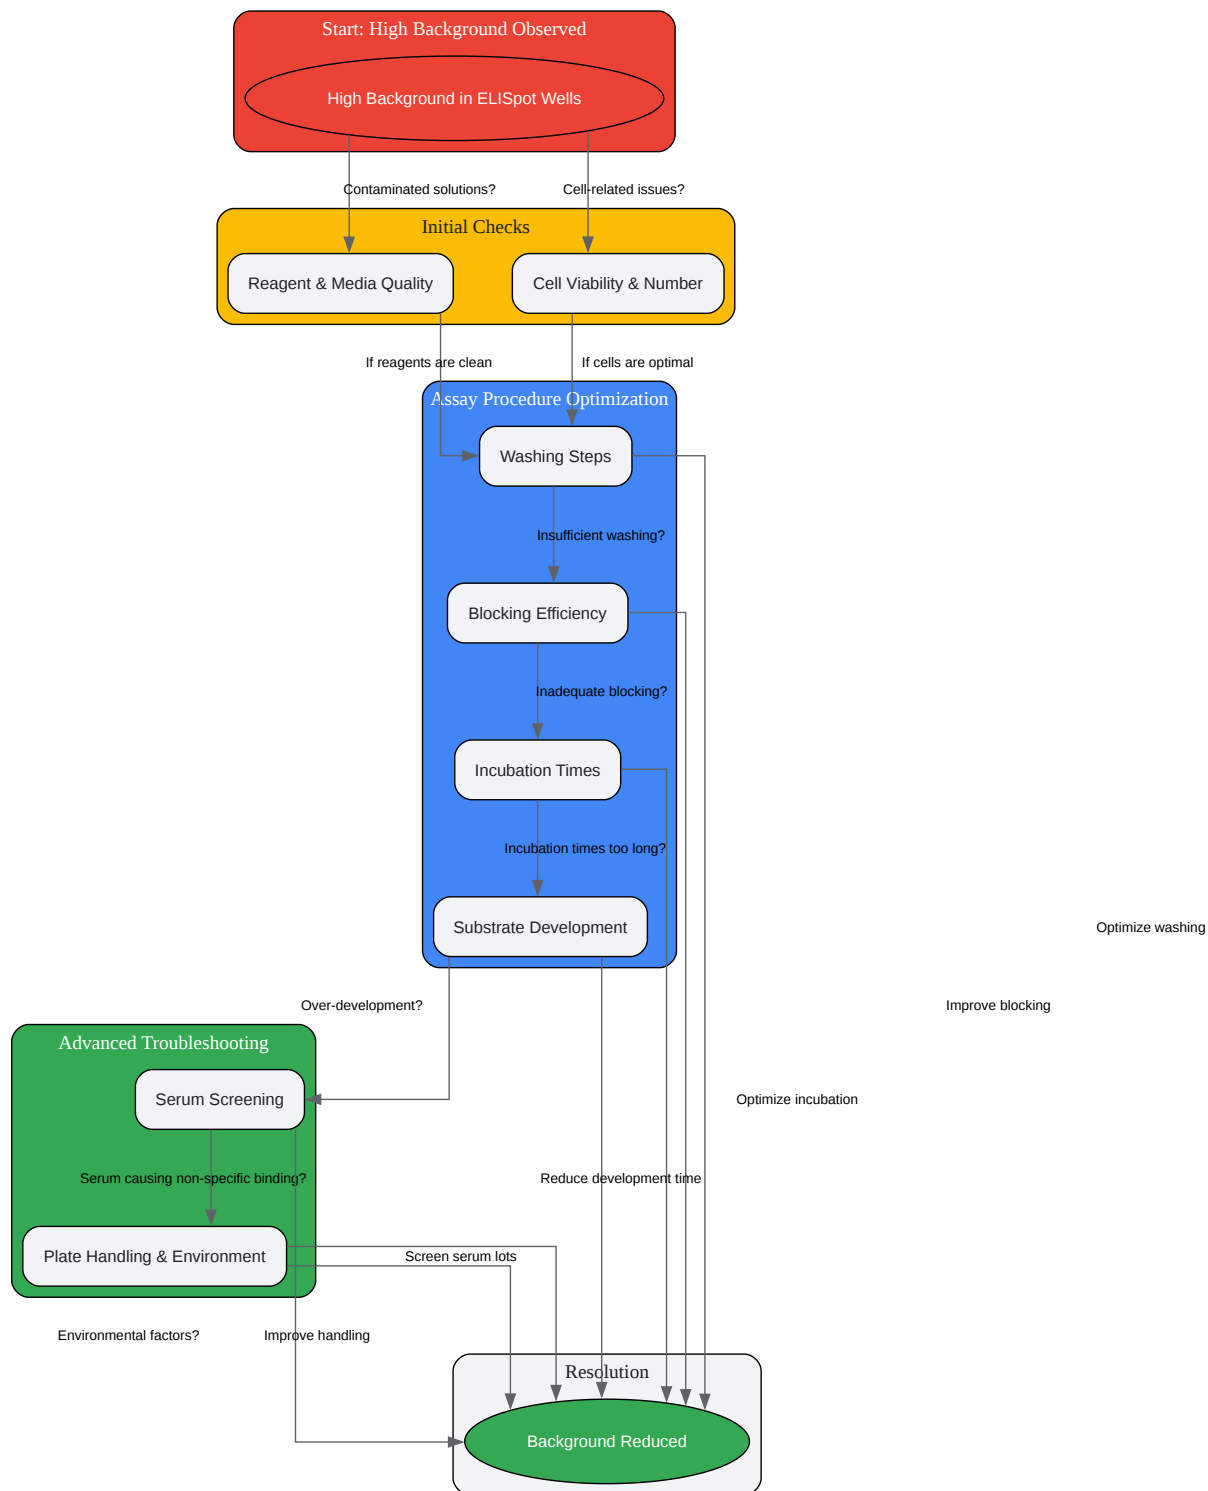 Start: High Background Observed
High Background in ELISpot Wells
Contaminated solutions?
Cell-related issues?
Initial Checks
Reagent & Media Quality
Cell Viability & Number
If reagents are clean
If cells are optimal
Assay Procedure Optimization
Washing Steps
Insufficient washing?
Blocking Efficiency
Inadequate blocking?
Incubation Times
Incubation times too long?
Substrate Development
Optimize washing
Over-development?
Improve blocking
Advanced Troubleshooting
Serum Screening
Optimize incubation
Serum causing non-specific binding?
Reduce development time
Plate Handling & Environment
Screen serum lots
Environmental factors?
Improve handling
Resolution
Background Reduced